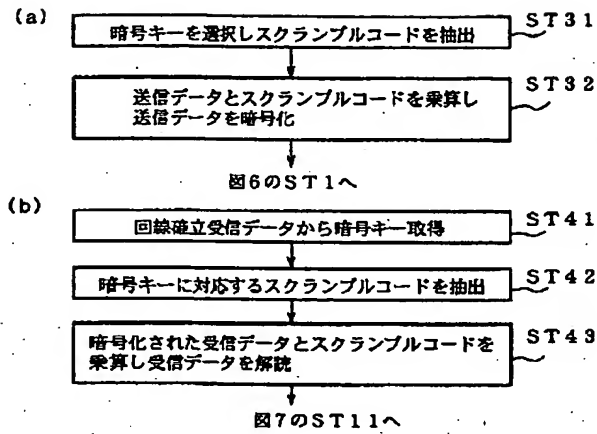 (a)
暗号キーを選択しスクランブルコードを抽出
ST31
送信データとスクランブルコードを乗算し
送信データを暗号化
ST32
図6のST1へ
(b)
回線確立受信データから暗号キー取得
ST41
暗号キーに対応するスクランブルコードを抽出
ST42
暗号化された受信データとスクランブルコードを
乗算し受信データを解読
ST43
図7のST11へ